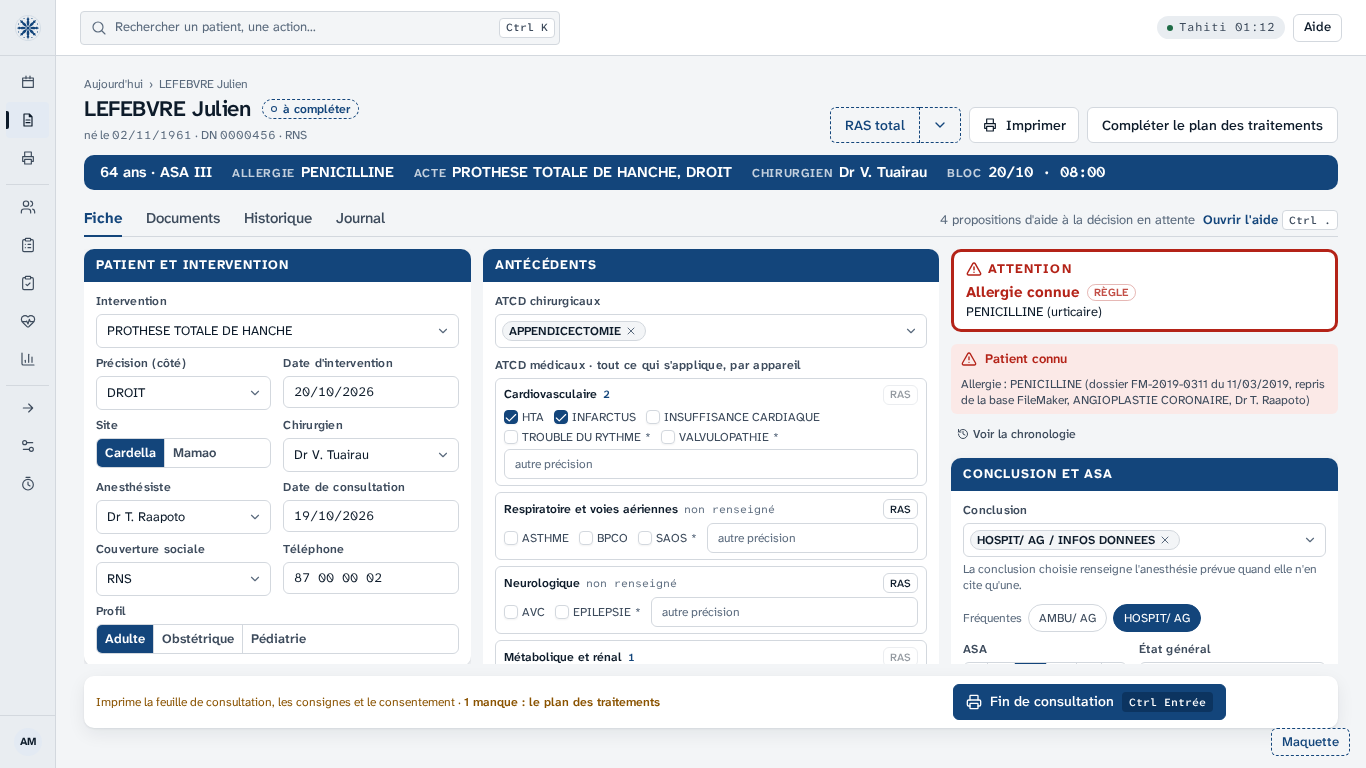 Rechercher un patient, une action...
Ctrl K
Tahiti 01:12
Aide
Aujourd'hui › LEFEBVRE Julien
LEFEBVRE Julien
à compléter
né le 02/11/1961 · DN 0000456 · RNS
RAS total
Imprimer
Compléter le plan des traitements
64 ans · ASA III ALLERGIE PENICILLINE ACTE PROTHESE TOTALE DE HANCHE, DROIT CHIRURGIEN Dr V. Tuairau BLOC 20/10 · 08:00
Fiche
Documents
Historique
Journal
4 propositions d'aide à la décision en attente Ouvrir l'aide Ctrl .
PATIENT ET INTERVENTION
Intervention
PROTHESE TOTALE DE HANCHE
Précision (côté)
Date d'intervention
DROIT
20/10/2026
Site
Chirurgien
Cardella
Mamao
Dr V. Tuairau
Anesthésiste
Date de consultation
Dr T. Raapoto
19/10/2026
Couverture sociale
Téléphone
RNS
87 00 00 02
Profil
Adulte
Obstétrique
Pédiatrie
ANTÉCÉDENTS
ATCD chirurgicaux
APPENDICECTOMIE
ATCD médicaux · tout ce qui s'applique, par appareil
Cardiovasculaire 2
RAS
HTA
INFARCTUS
INSUFFISANCE CARDIAQUE
TROUBLE DU RYTHME *
VALVULOPATHIE *
autre précision
Respiratoire et voies aériennes non renseigné
RAS
ASTHME
BPCO
SAOS *
autre précision
Neurologique non renseigné
RAS
AVC
EPILEPSIE *
autre précision
Métabolique et rénal 1
RAS
ATTENTION
Allergie connue RÈGLE
PENICILLINE (urticaire)
Patient connu
Allergie : PENICILLINE (dossier FM-2019-0311 du 11/03/2019, repris
de la base FileMaker, ANGIOPLASTIE CORONAIRE, Dr T. Raapoto)
Voir la chronologie
CONCLUSION ET ASA
Conclusion
HOSPIT/ AG / INFOS DONNEES
La conclusion choisie renseigne l'anesthésie prévue quand elle n'en
cite qu'une.
Fréquentes
AMBU/ AG
HOSPIT/ AG
ASA
État général
Imprime la feuille de consultation, les consignes et le consentement · 1 manque : le plan des traitements
Fin de consultation Ctrl Entrée
AM
Maquette